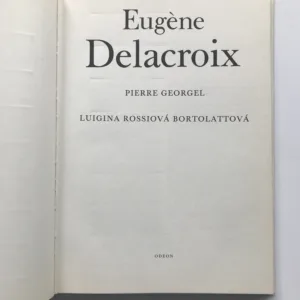 Eugène
Delacroix
PIERRE GEORGEL
LUIGINA ROSSIOVÁ BORTOLATTOVÁ
ODEON